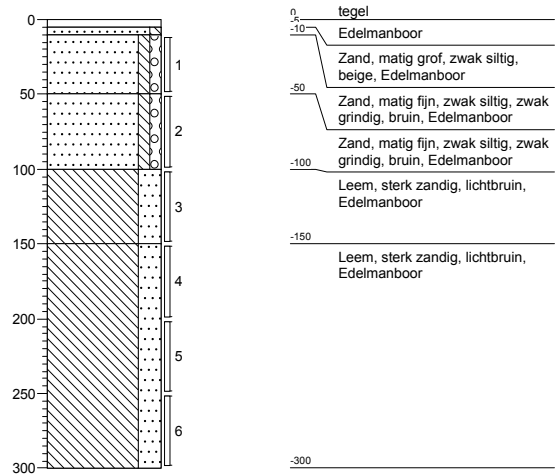 0
50
100
150
200
250
300
1
2
3
4
5
6
0
-5
-10
-50
-100
-150
-300
tegel
Edelmanboor
Zand, matig grof, zwak siltig,
beige, Edelmanboor
Zand, matig fijn, zwak siltig, zwak
grindig, bruin, Edelmanboor
Zand, matig fijn, zwak siltig, zwak
grindig, bruin, Edelmanboor
Leem, sterk zandig, lichtbruin,
Edelmanboor
Leem, sterk zandig, lichtbruin,
Edelmanboor